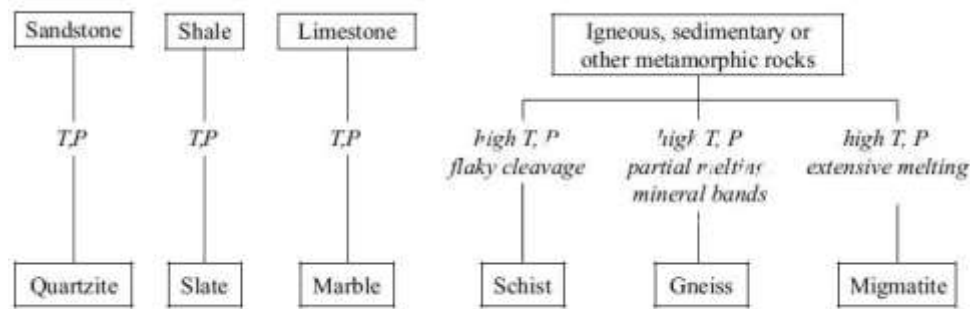 Sandstone
Shale
Limestone
Igneous, sedimentary or
other metamorphic rocks
T,P
T,P
T,P
high T, P
flaky cleavage
high T, P
partial melting
mineral bands
high T, P
extensive melting
Quartzite
Slate
Marble
Schist
Gneiss
Migmatite